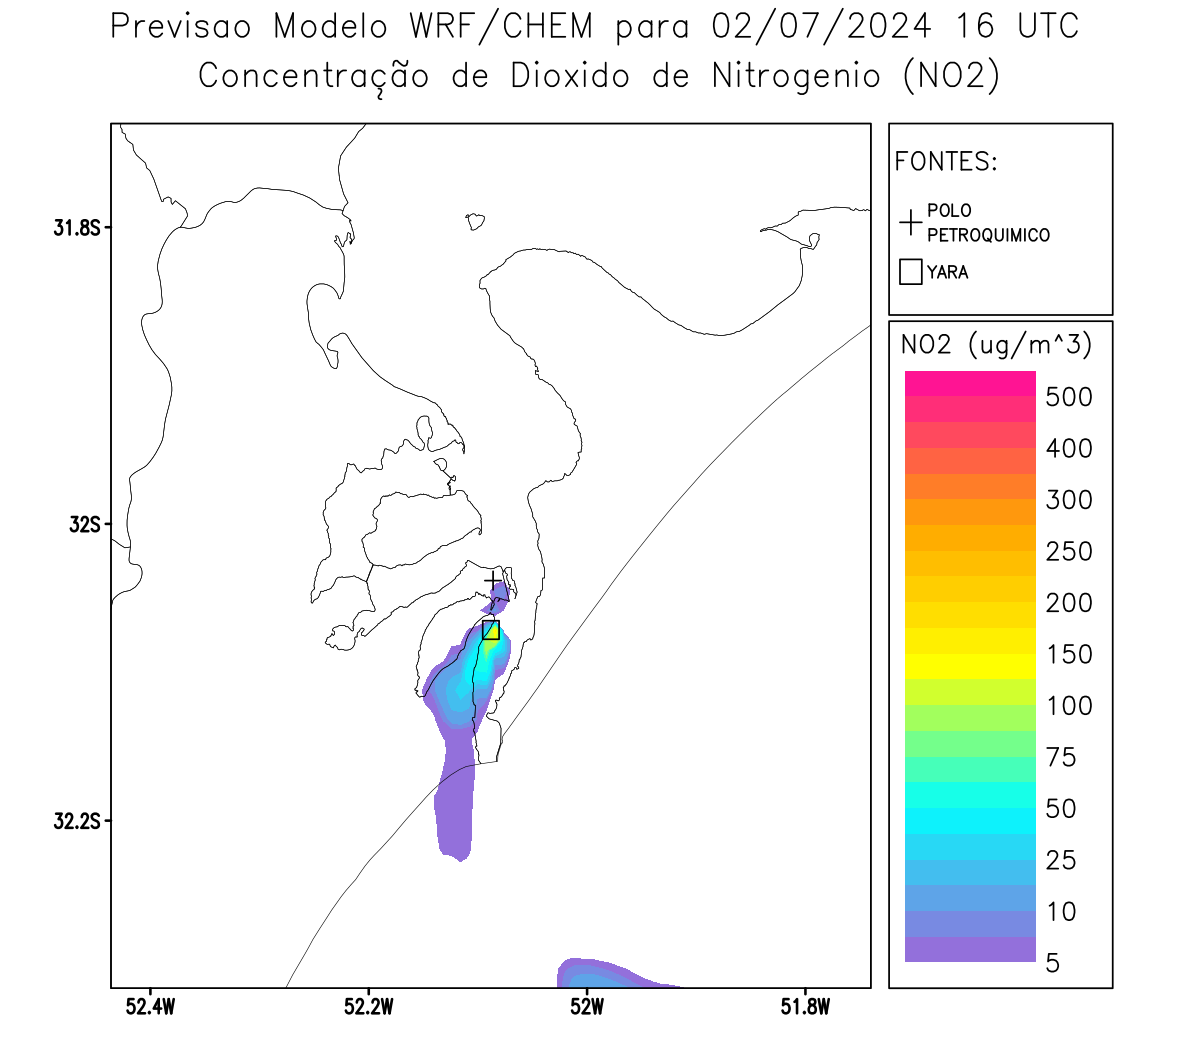 Previsao Modelo WRF/CHEM para 02/07/2024 16 UTC
Concentração de Dioxido de Nitrogenio (NO2)
FONTES:
POLO
PETROQUIMICO
YARA
NO2 (ug/m^3)
500
400
300
250
200
150
100
75
50
25
10
5
31.8S
32S
32.2S
52.4W
52.2W
52W
51.8W